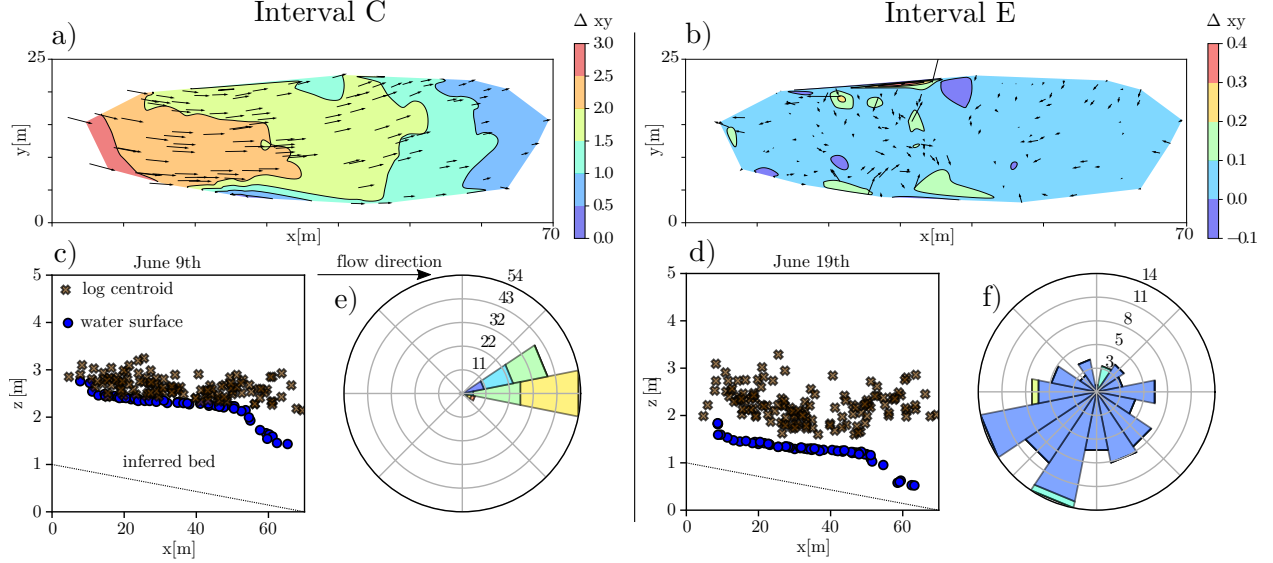 Interval C
Interval E
a)
Δ xy
b)
Δ xy
25
y[m]
0
x[m]
70
3.0
2.5
2.0
1.5
1.0
0.5
0.0
25
y[m]
0
x[m]
70
0.4
0.3
0.2
0.1
0.0
−0.1
c)
June 9th
log centroid
water surface
inferred bed
5
4
3
2
1
0
z [m]
0
20
40
60
x[m]
flow direction
e)
54
43
32
22
11
d)
June 19th
5
4
3
2
1
0
z [m]
0
20
40
60
x[m]
f)
14
11
8
5
3